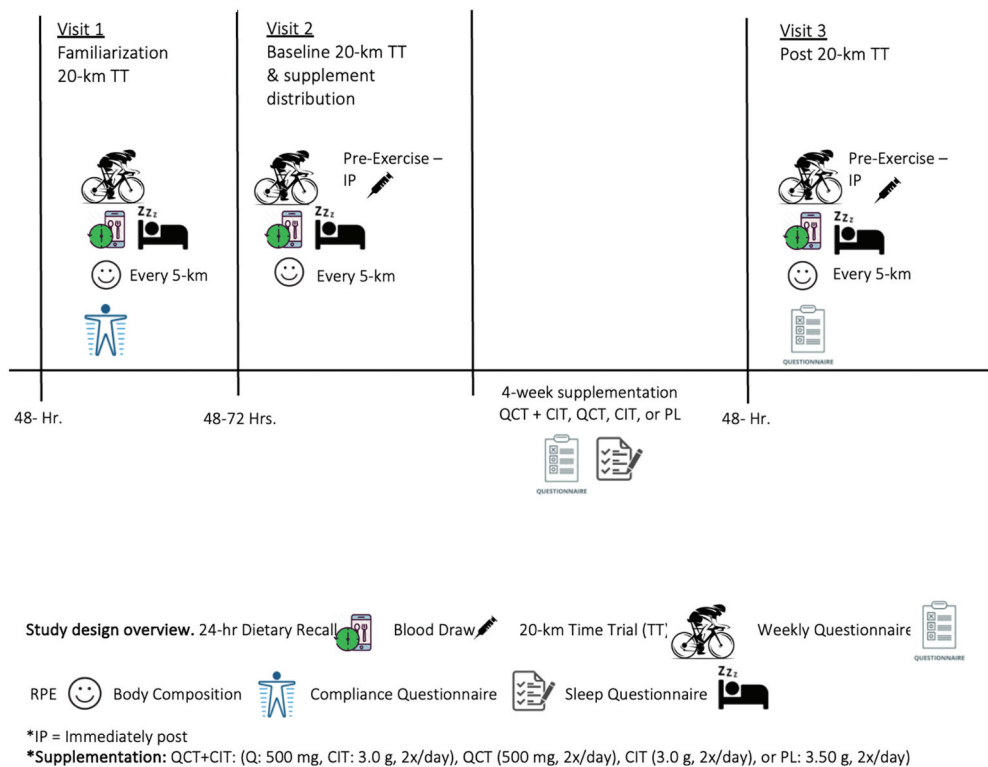 Visit 1
Familiarization
20-km TT
Visit 2
Baseline 20-km TT
& supplement
distribution
Visit 3
Post 20-km TT
Pre-Exercise –
IP
Pre-Exercise –
IP
Zzz
Zzz
Zzz
Every 5-km
Every 5-km
Every 5-km
QUESTIONNAIRE
48- Hr.
48-72 Hrs.
4-week supplementation
QCT + CIT, QCT, CIT, or PL
48- Hr.
QUESTIONNAIRE
Study design overview. 24-hr Dietary Recall
Blood Draw
20-km Time Trial (TT)
Weekly Questionnaire
QUESTIONNAIRE
RPE
Body Composition
Compliance Questionnaire
Sleep Questionnaire
Zzz
*IP = Immediately post
*Supplementation: QCT+CIT: (Q: 500 mg, CIT: 3.0 g, 2x/day), QCT (500 mg, 2x/day), CIT (3.0 g, 2x/day), or PL: 3.50 g, 2x/day)